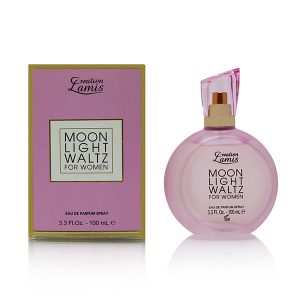 Creation
Lamis
MOON
LIGHT
WALTZ
FOR WOMEN
EAU DE PARFUM SPRAY
3.3 Fl.Oz. - 100 mL e
Creation
Lamis
MOON
LIGHT
WALTZ
FOR WOMEN
EAU DE PARFUM SPRAY
3.3 Fl.Oz. - 100 mL e